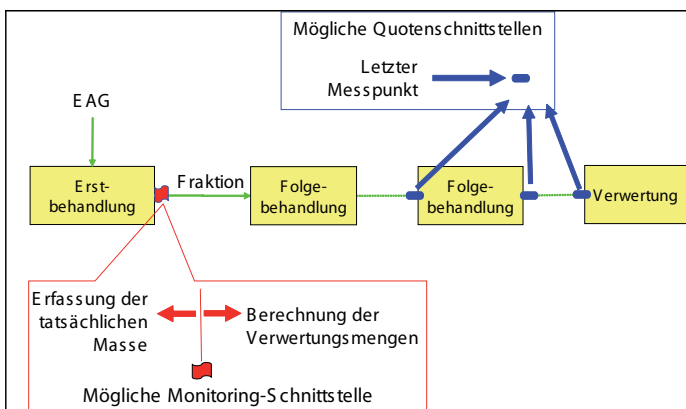 Mögliche Quotenschnittstellen
Letzter
Messpunkt
EAG
Erst-
behandlung
Fraktion
Folge-
behandlung
Folge-
behandlung
Verwertung
Erfassung der
tatsächlichen
Masse
Berechnung der
Verwertungsmengen
Mögliche Monitoring-Schnittstelle